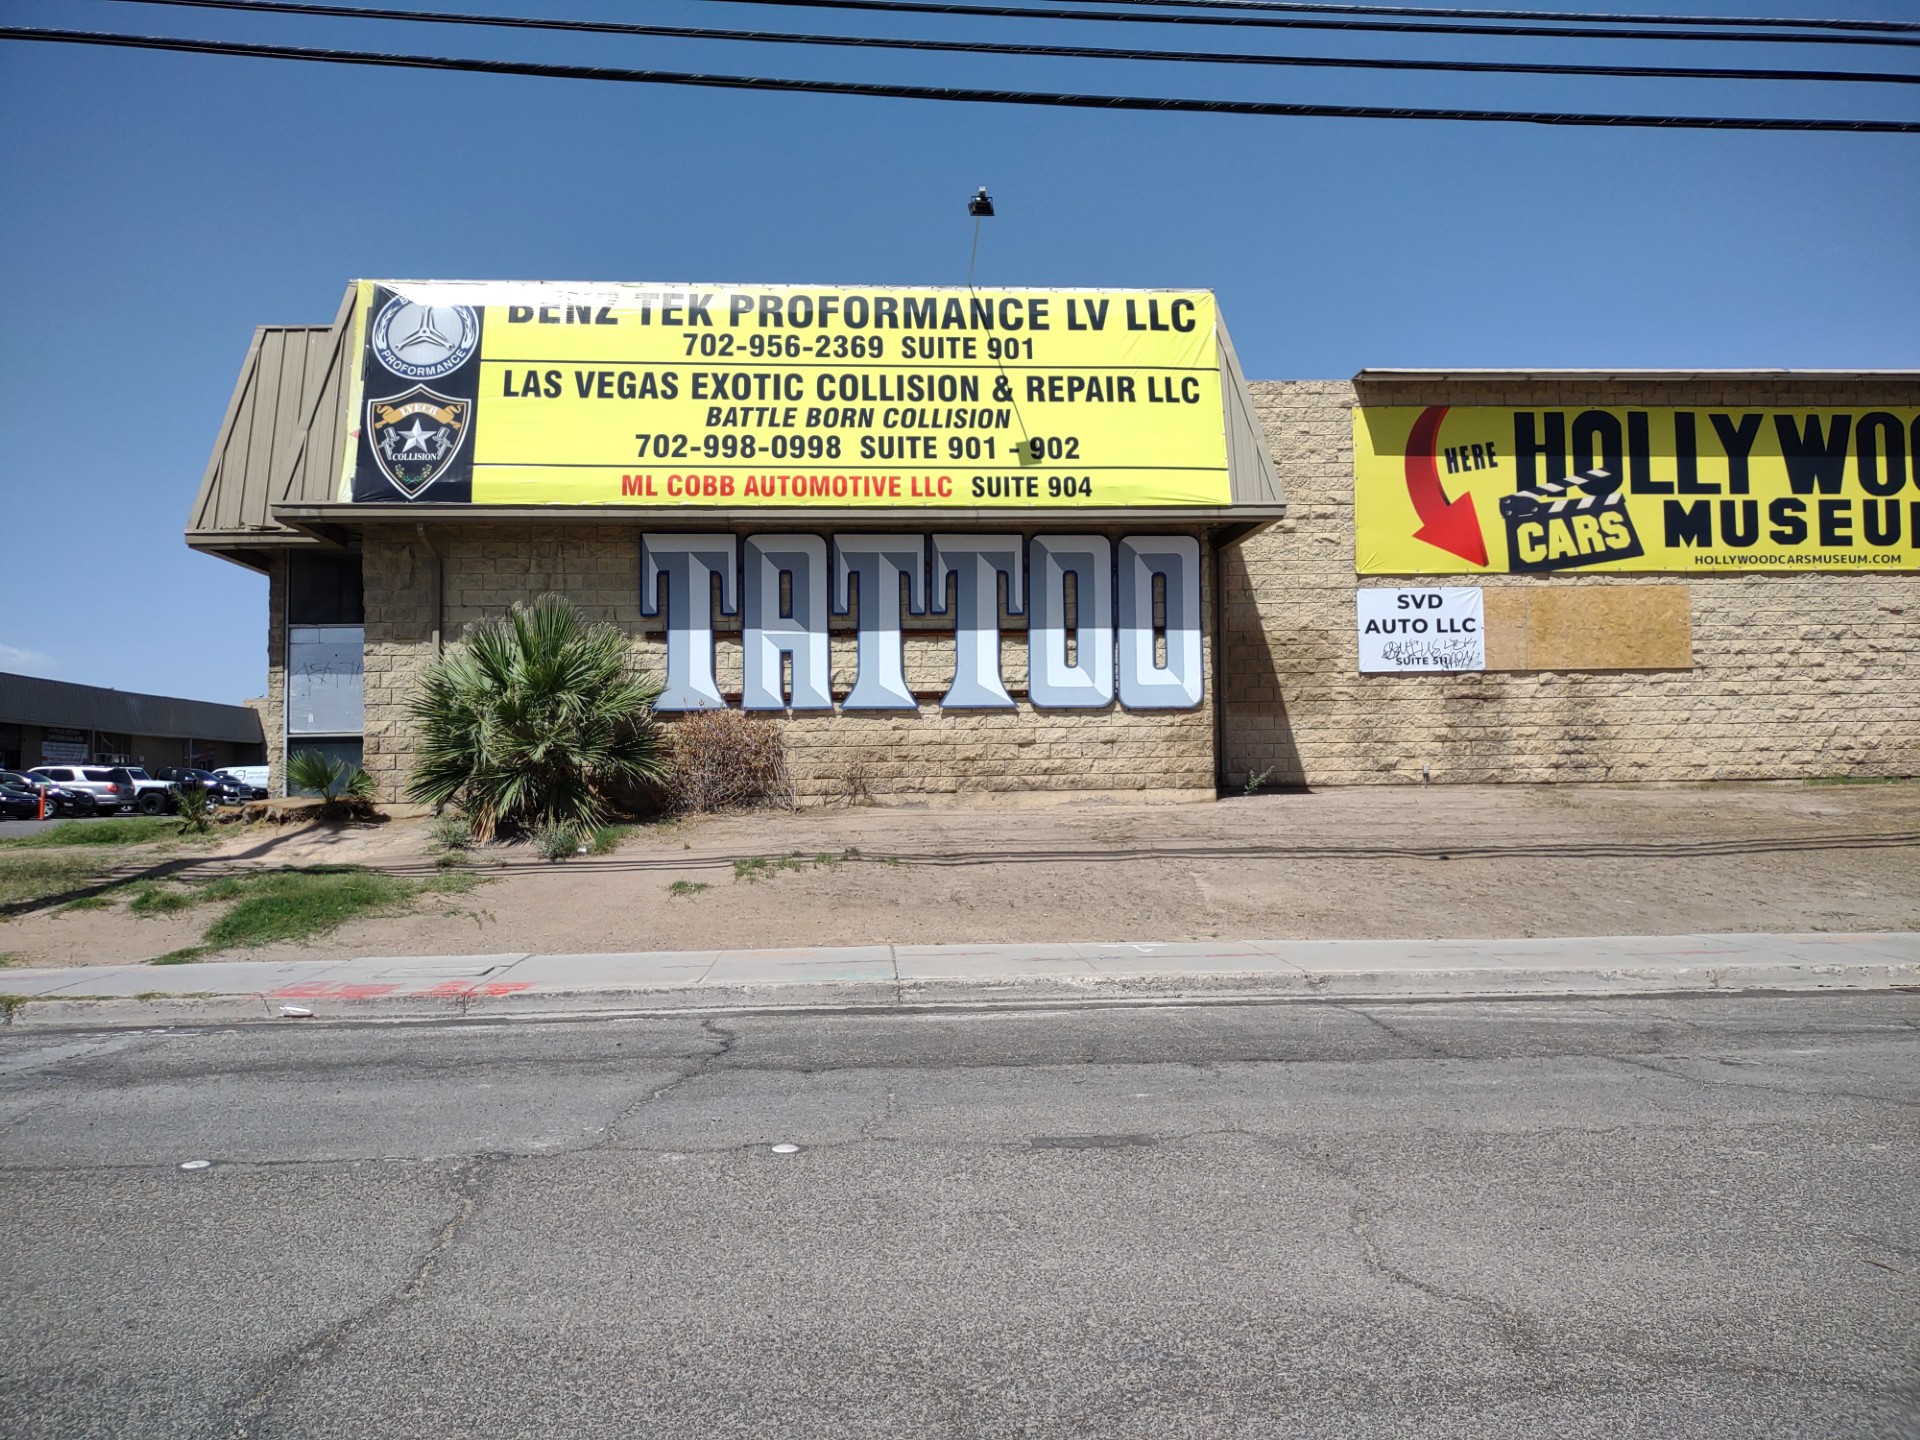 BENZ TEK PROFORMANCE LV LLC
702-956-2369 SUITE 901
PROFORMANCE
LAS VEGAS EXOTIC COLLISION & REPAIR LLC
BATTLE BORN COLLISION
702-998-0998 SUITE 901 - 902
LVECR
COLLISION
ML COBB AUTOMOTIVE LLC SUITE 904
TATTOO
HERE
HOLLYWOO
CARS
MUSEU
HOLLYWOODCARSMUSEUM.COM
SVD
AUTO LLC
SUITE 511